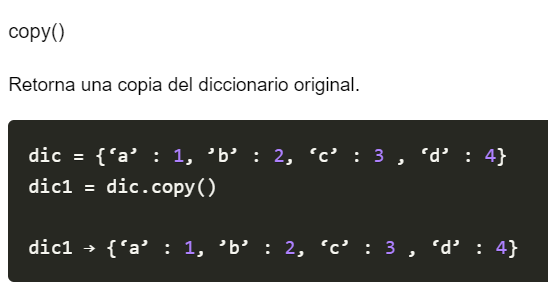 copy()
Retorna una copia del diccionario original.
dic = {‘a’ : 1, ’b’ : 2, ‘c’ : 3 , ‘d’ : 4}
dic1 = dic.copy()
dic1 → {‘a’ : 1, ’b’ : 2, ‘c’ : 3 , ‘d’ : 4}